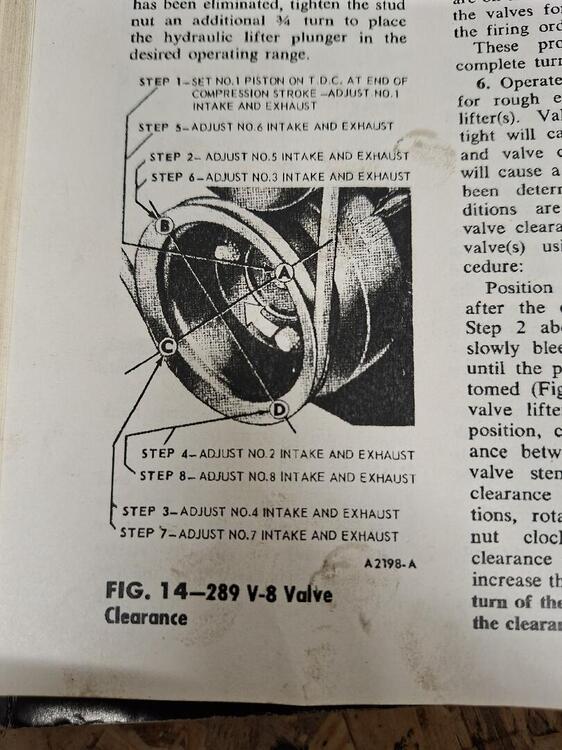 has been eliminated, tighten the stud
nut an additional ¾ turn to place
the hydraulic lifter plunger in the
desired operating range.
STEP 1—SET NO.1 PISTON ON T.D.C. AT END OF
COMPRESSION STROKE—ADJUST NO.1
INTAKE AND EXHAUST
STEP 5—ADJUST NO.6 INTAKE AND EXHAUST
STEP 2—ADJUST NO.5 INTAKE AND EXHAUST
STEP 6—ADJUST NO.3 INTAKE AND EXHAUST
B
A
C
D
STEP 4—ADJUST NO.2 INTAKE AND EXHAUST
STEP 8—ADJUST NO.8 INTAKE AND EXHAUST
STEP 3—ADJUST NO.4 INTAKE AND EXHAUST
STEP 7—ADJUST NO.7 INTAKE AND EXHAUST
A2198-A
FIG. 14—289 V-8 Valve
Clearance
the valves fo
the firing ord
These pro
complete turn
6. Operate
for rough e
lifter(s). Val
tight will ca
and valve c
will cause a
been deterr
ditions are
valve cleara
valve(s) usi
cedure:
Position
after the
Step 2 ab
slowly blee
until the p
tomed (Fig
valve lifte
position, c
ance betw
valve sten
clearance
tions, rota
nut clocl
clearance
increase th
turn of the
the clearan